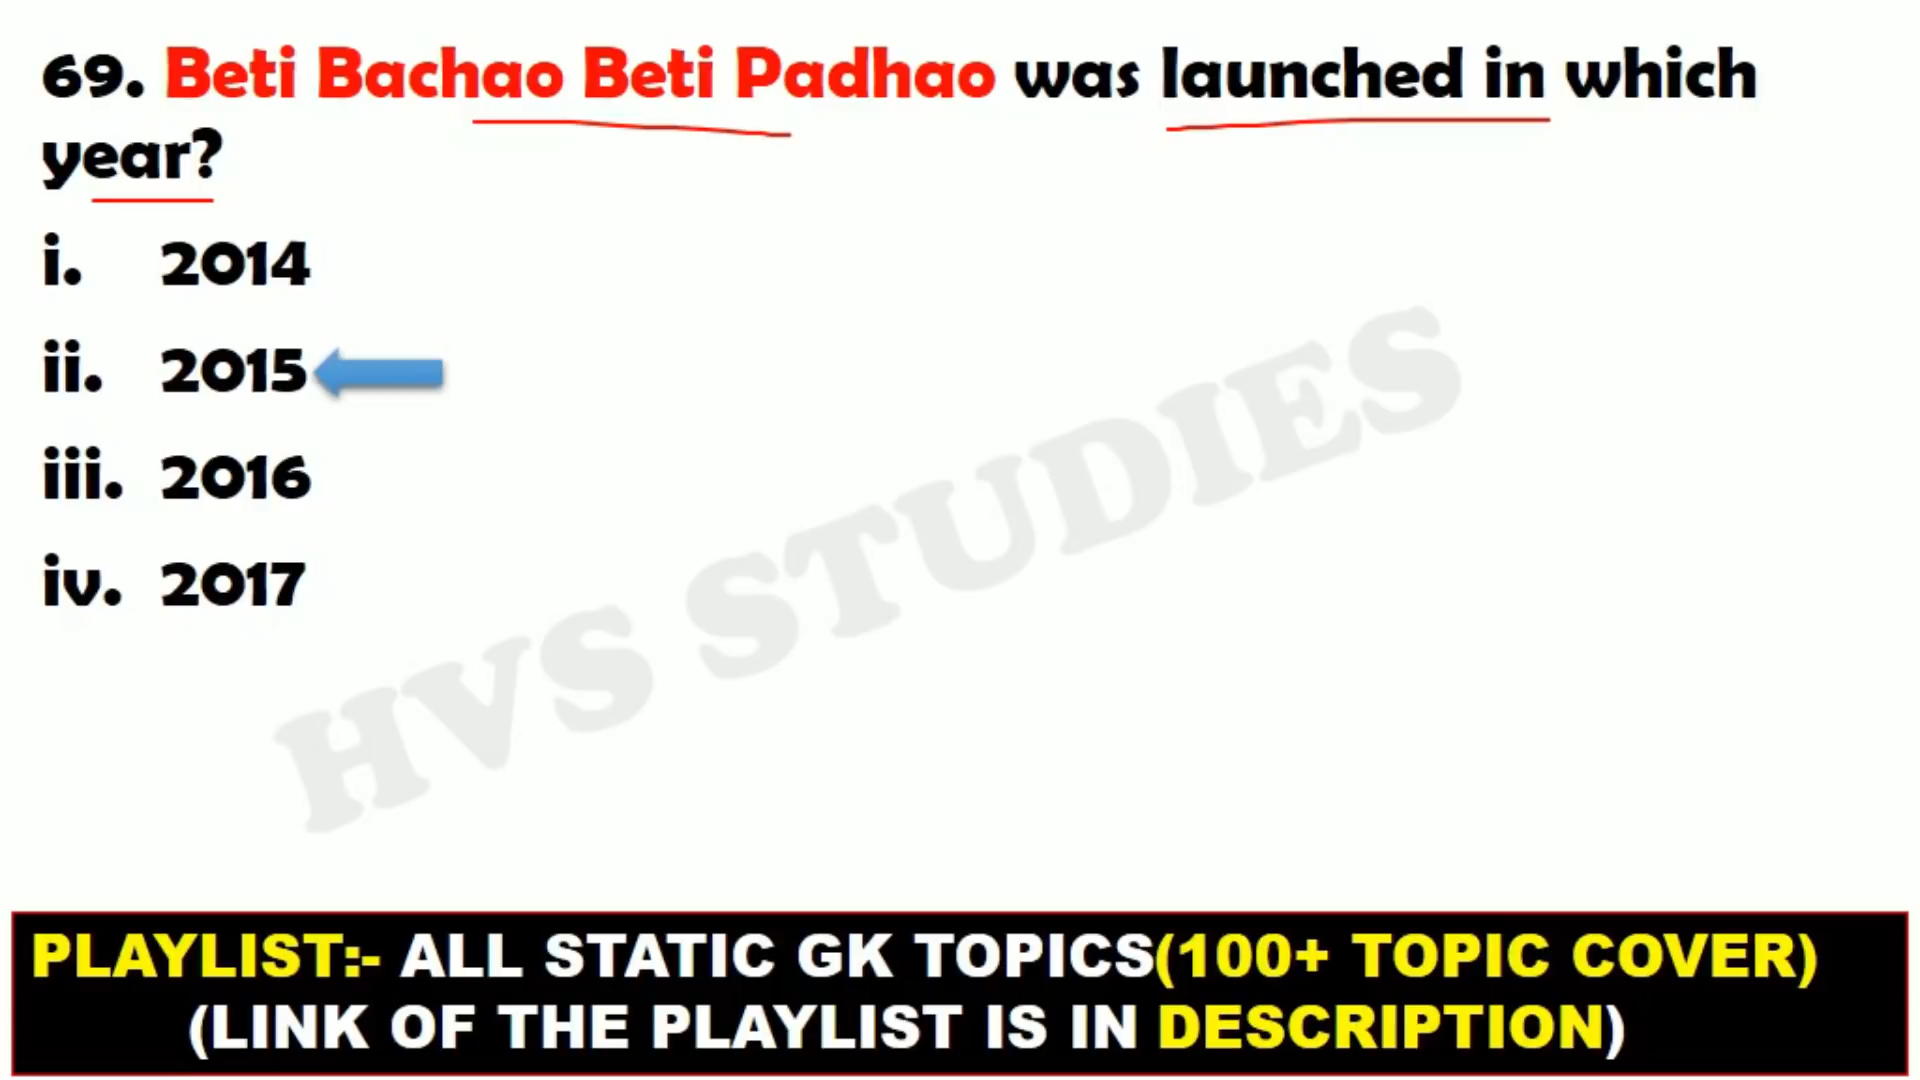 69. Beti Bachao Beti Padhao was launched in which
year?
i. 2014
ii. 2015
iii. 2016
iv. 2017
HVS STUDIES
PLAYLIST:- ALL STATIC GK TOPICS(100+ TOPIC COVER)
(LINK OF THE PLAYLIST IS IN DESCRIPTION)